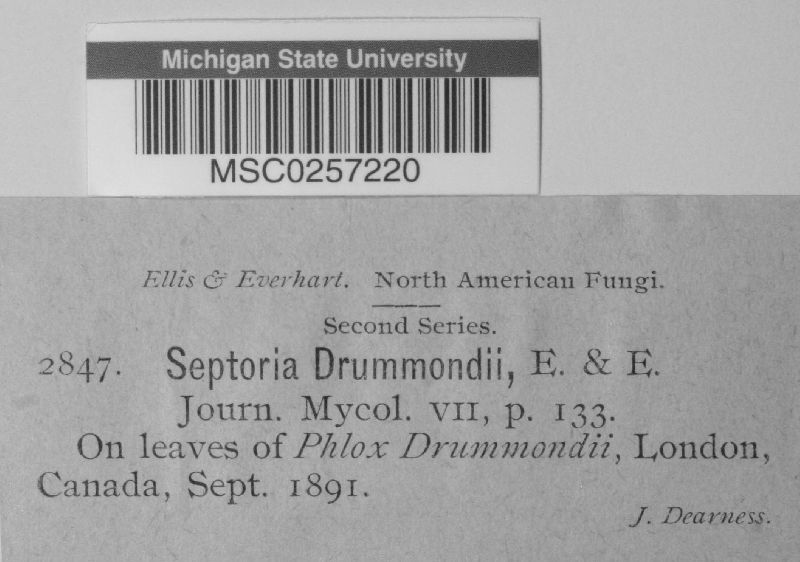 Michigan State University
MSC0257220
Ellis & Everhart. North American Fungi.
Second Series.
2847. Septoria Drummondii, E. & E.
Journ. Mycol. VII, p. 133.
On leaves of Phlox Drummondii, London,
Canada, Sept. 1891.
J. Dearness.